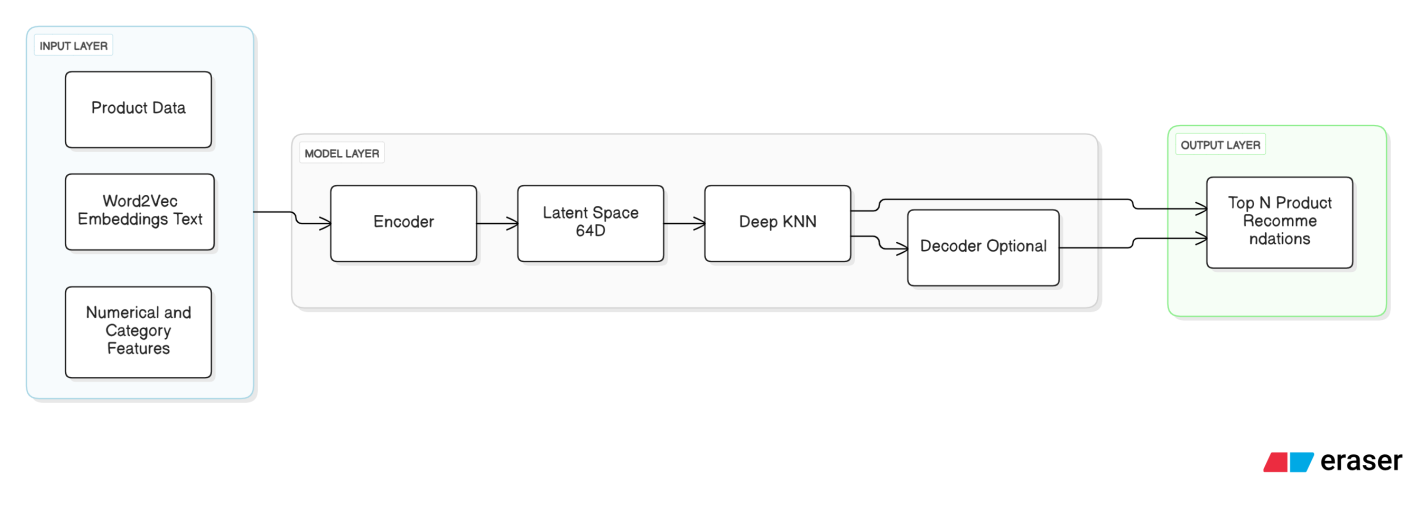 INPUT LAYER
Product Data
Word2Vec
Embeddings Text
Numerical and
Category
Features
MODEL LAYER
Encoder
Latent Space
64D
Deep KNN
Decoder Optional
OUTPUT LAYER
Top N Product
Recomme
ndations
eraser